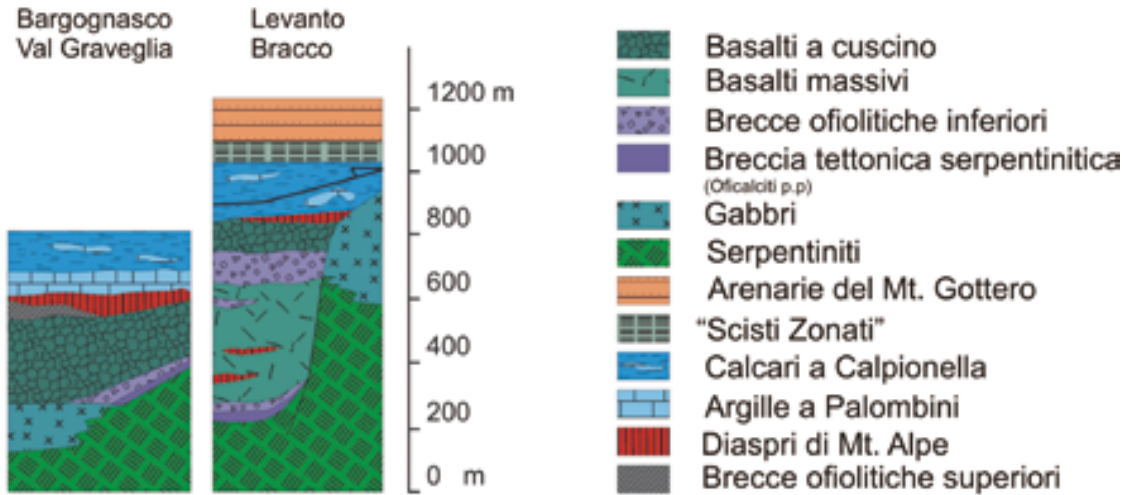 Bargognasco
Val Graveglia
Levanto
Bracco
1200 m
1000
800
600
400
200
0 m
Basalti a cuscino
Basalti massivi
Brecce ofiolitiche inferiori
Breccia tettonica serpentinitica
(Oficalciti p.p)
Gabbri
Serpentiniti
Arenarie del Mt. Gottero
“Scisti Zonati”
Calcari a Calpionella
Argille a Palombini
Diaspri di Mt. Alpe
Brecce ofiolitiche superiori